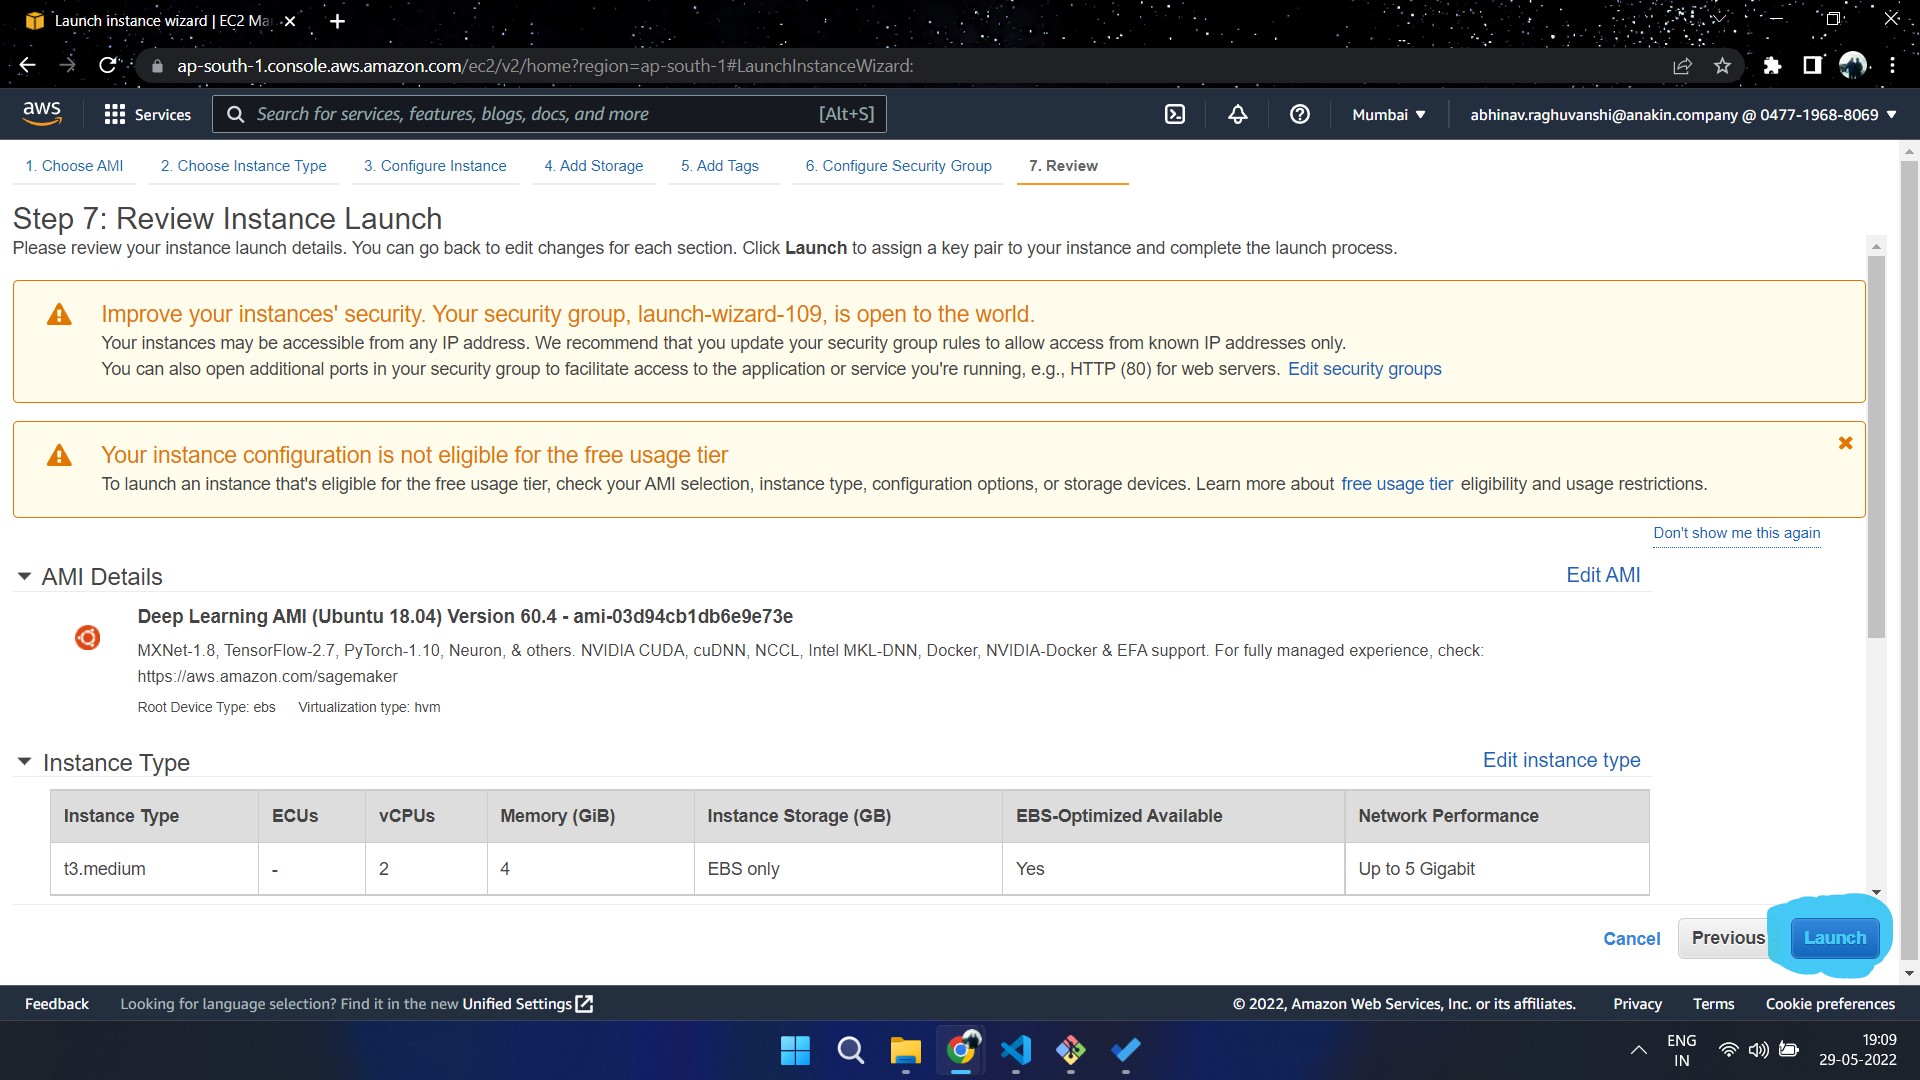 Launch instance wizard | EC2 Ma
ap-south-1.console.aws.amazon.com/ec2/v2/home?region=ap-south-1#LaunchInstanceWizard:
aws
Services
Search for services, features, blogs, docs, and more
[Alt+S]
Mumbai
abhinav.raghuvanshi@anakin.company @ 0477-1968-8069
1. Choose AMI
2. Choose Instance Type
3. Configure Instance
4. Add Storage
5. Add Tags
6. Configure Security Group
7. Review
Step 7: Review Instance Launch
Please review your instance launch details. You can go back to edit changes for each section. Click Launch to assign a key pair to your instance and complete the launch process.
Improve your instances' security. Your security group, launch-wizard-109, is open to the world.
Your instances may be accessible from any IP address. We recommend that you update your security group rules to allow access from known IP addresses only.
You can also open additional ports in your security group to facilitate access to the application or service you're running, e.g., HTTP (80) for web servers. Edit security groups
Your instance configuration is not eligible for the free usage tier
To launch an instance that's eligible for the free usage tier, check your AMI selection, instance type, configuration options, or storage devices. Learn more about free usage tier eligibility and usage restrictions.
Don't show me this again
AMI Details
Edit AMI
Deep Learning AMI (Ubuntu 18.04) Version 60.4 - ami-03d94cb1db6e9e73e
MXNet-1.8, TensorFlow-2.7, PyTorch-1.10, Neuron, & others. NVIDIA CUDA, cuDNN, NCCL, Intel MKL-DNN, Docker, NVIDIA-Docker & EFA support. For fully managed experience, check:
https://aws.amazon.com/sagemaker
Root Device Type: ebs Virtualization type: hvm
Instance Type
Edit instance type
Instance Type ECUs vCPUs Memory (GiB) Instance Storage (GB) EBS-Optimized Available Network Performance
t3.medium - 2 4 EBS only Yes Up to 5 Gigabit
Cancel
Previous
Launch
Feedback
Looking for language selection? Find it in the new Unified Settings
© 2022, Amazon Web Services, Inc. or its affiliates.
Privacy
Terms
Cookie preferences
ENG
IN
19:09
29-05-2022